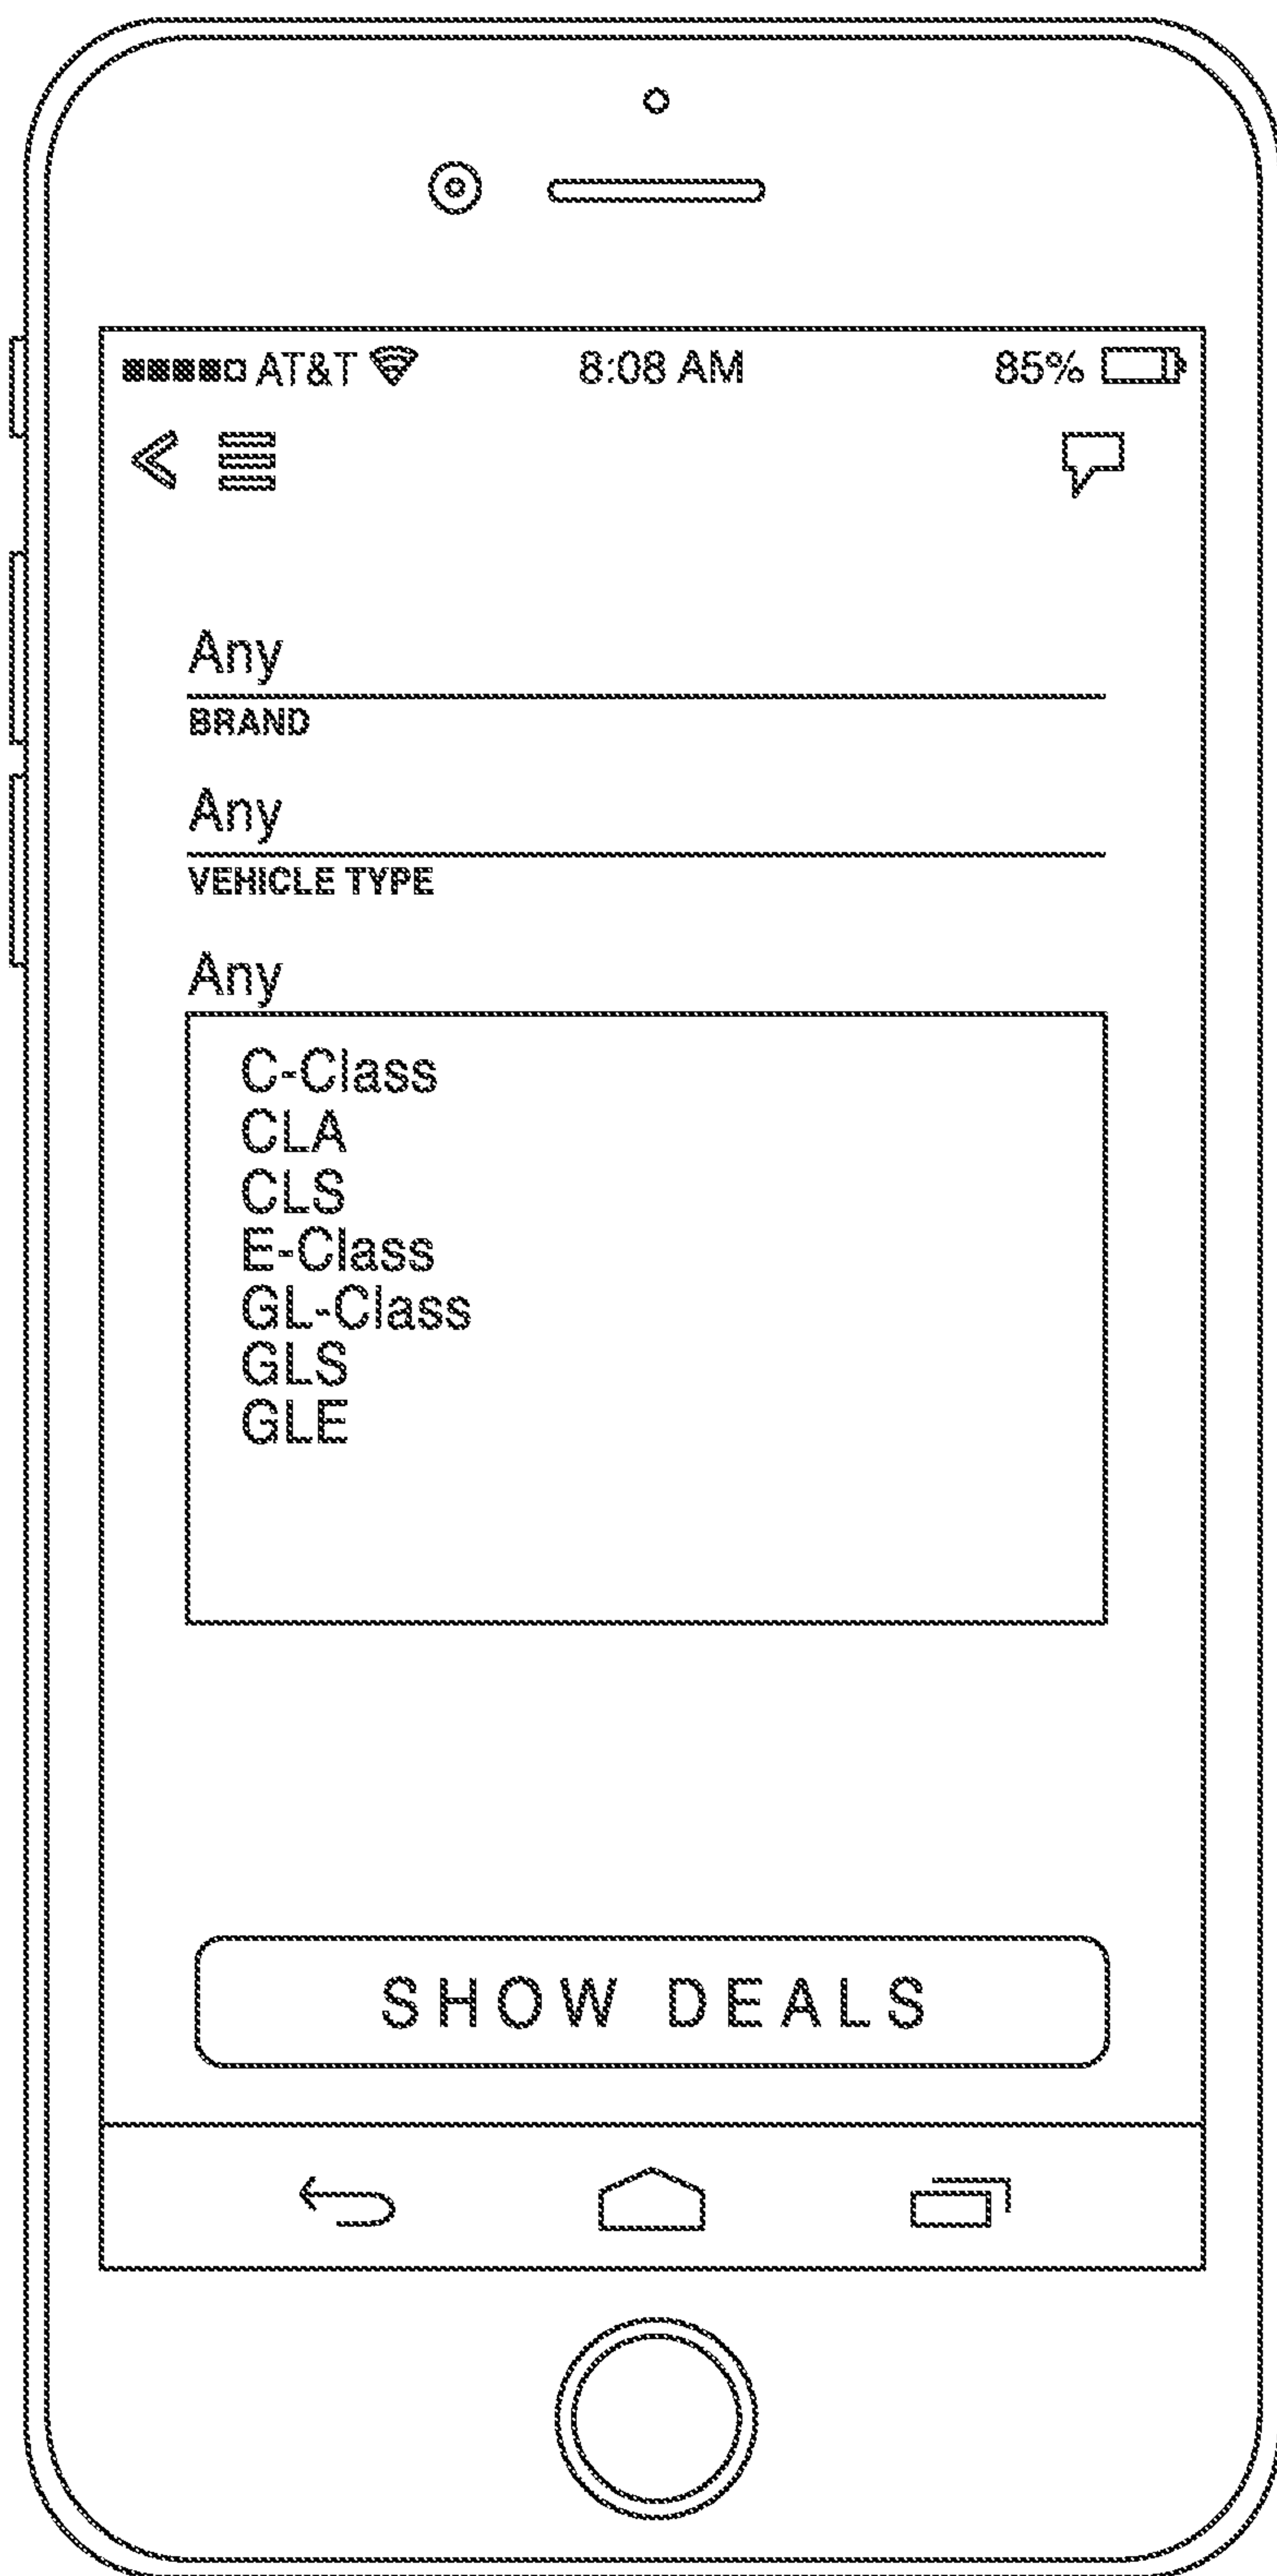 AT&T 8:08 AM 85%
Any
BRAND
Any
VEHICLE TYPE
Any
C-Class
CLA
CLS
E-Class
GL-Class
GLS
GLE
SHOW DEALS